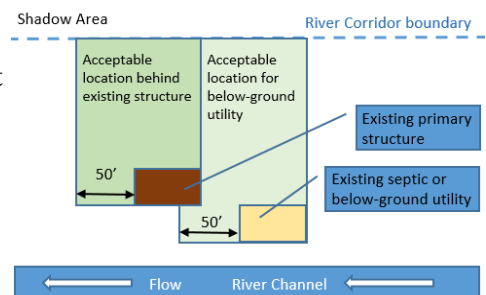 Shadow Area
River Corridor boundary
Acceptable
location behind
existing structure
Acceptable
location for
below-ground
utility
t
Existing primary
structure
50’
Existing septic or
below-ground utility
50’
Flow
River Channel